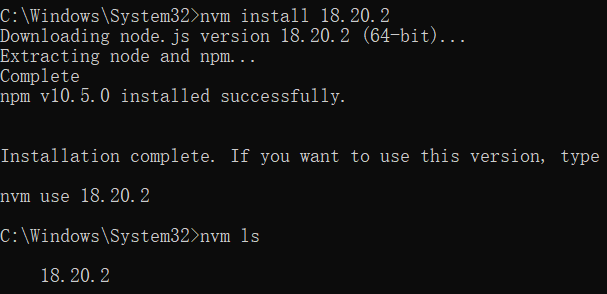 C:\Windows\System32>nvm install 18.20.2
Downloading node.js version 18.20.2 (64-bit)...
Extracting node and npm...
Complete
npm v10.5.0 installed successfully.
Installation complete. If you want to use this version, type
nvm use 18.20.2
C:\Windows\System32>nvm ls
18.20.2